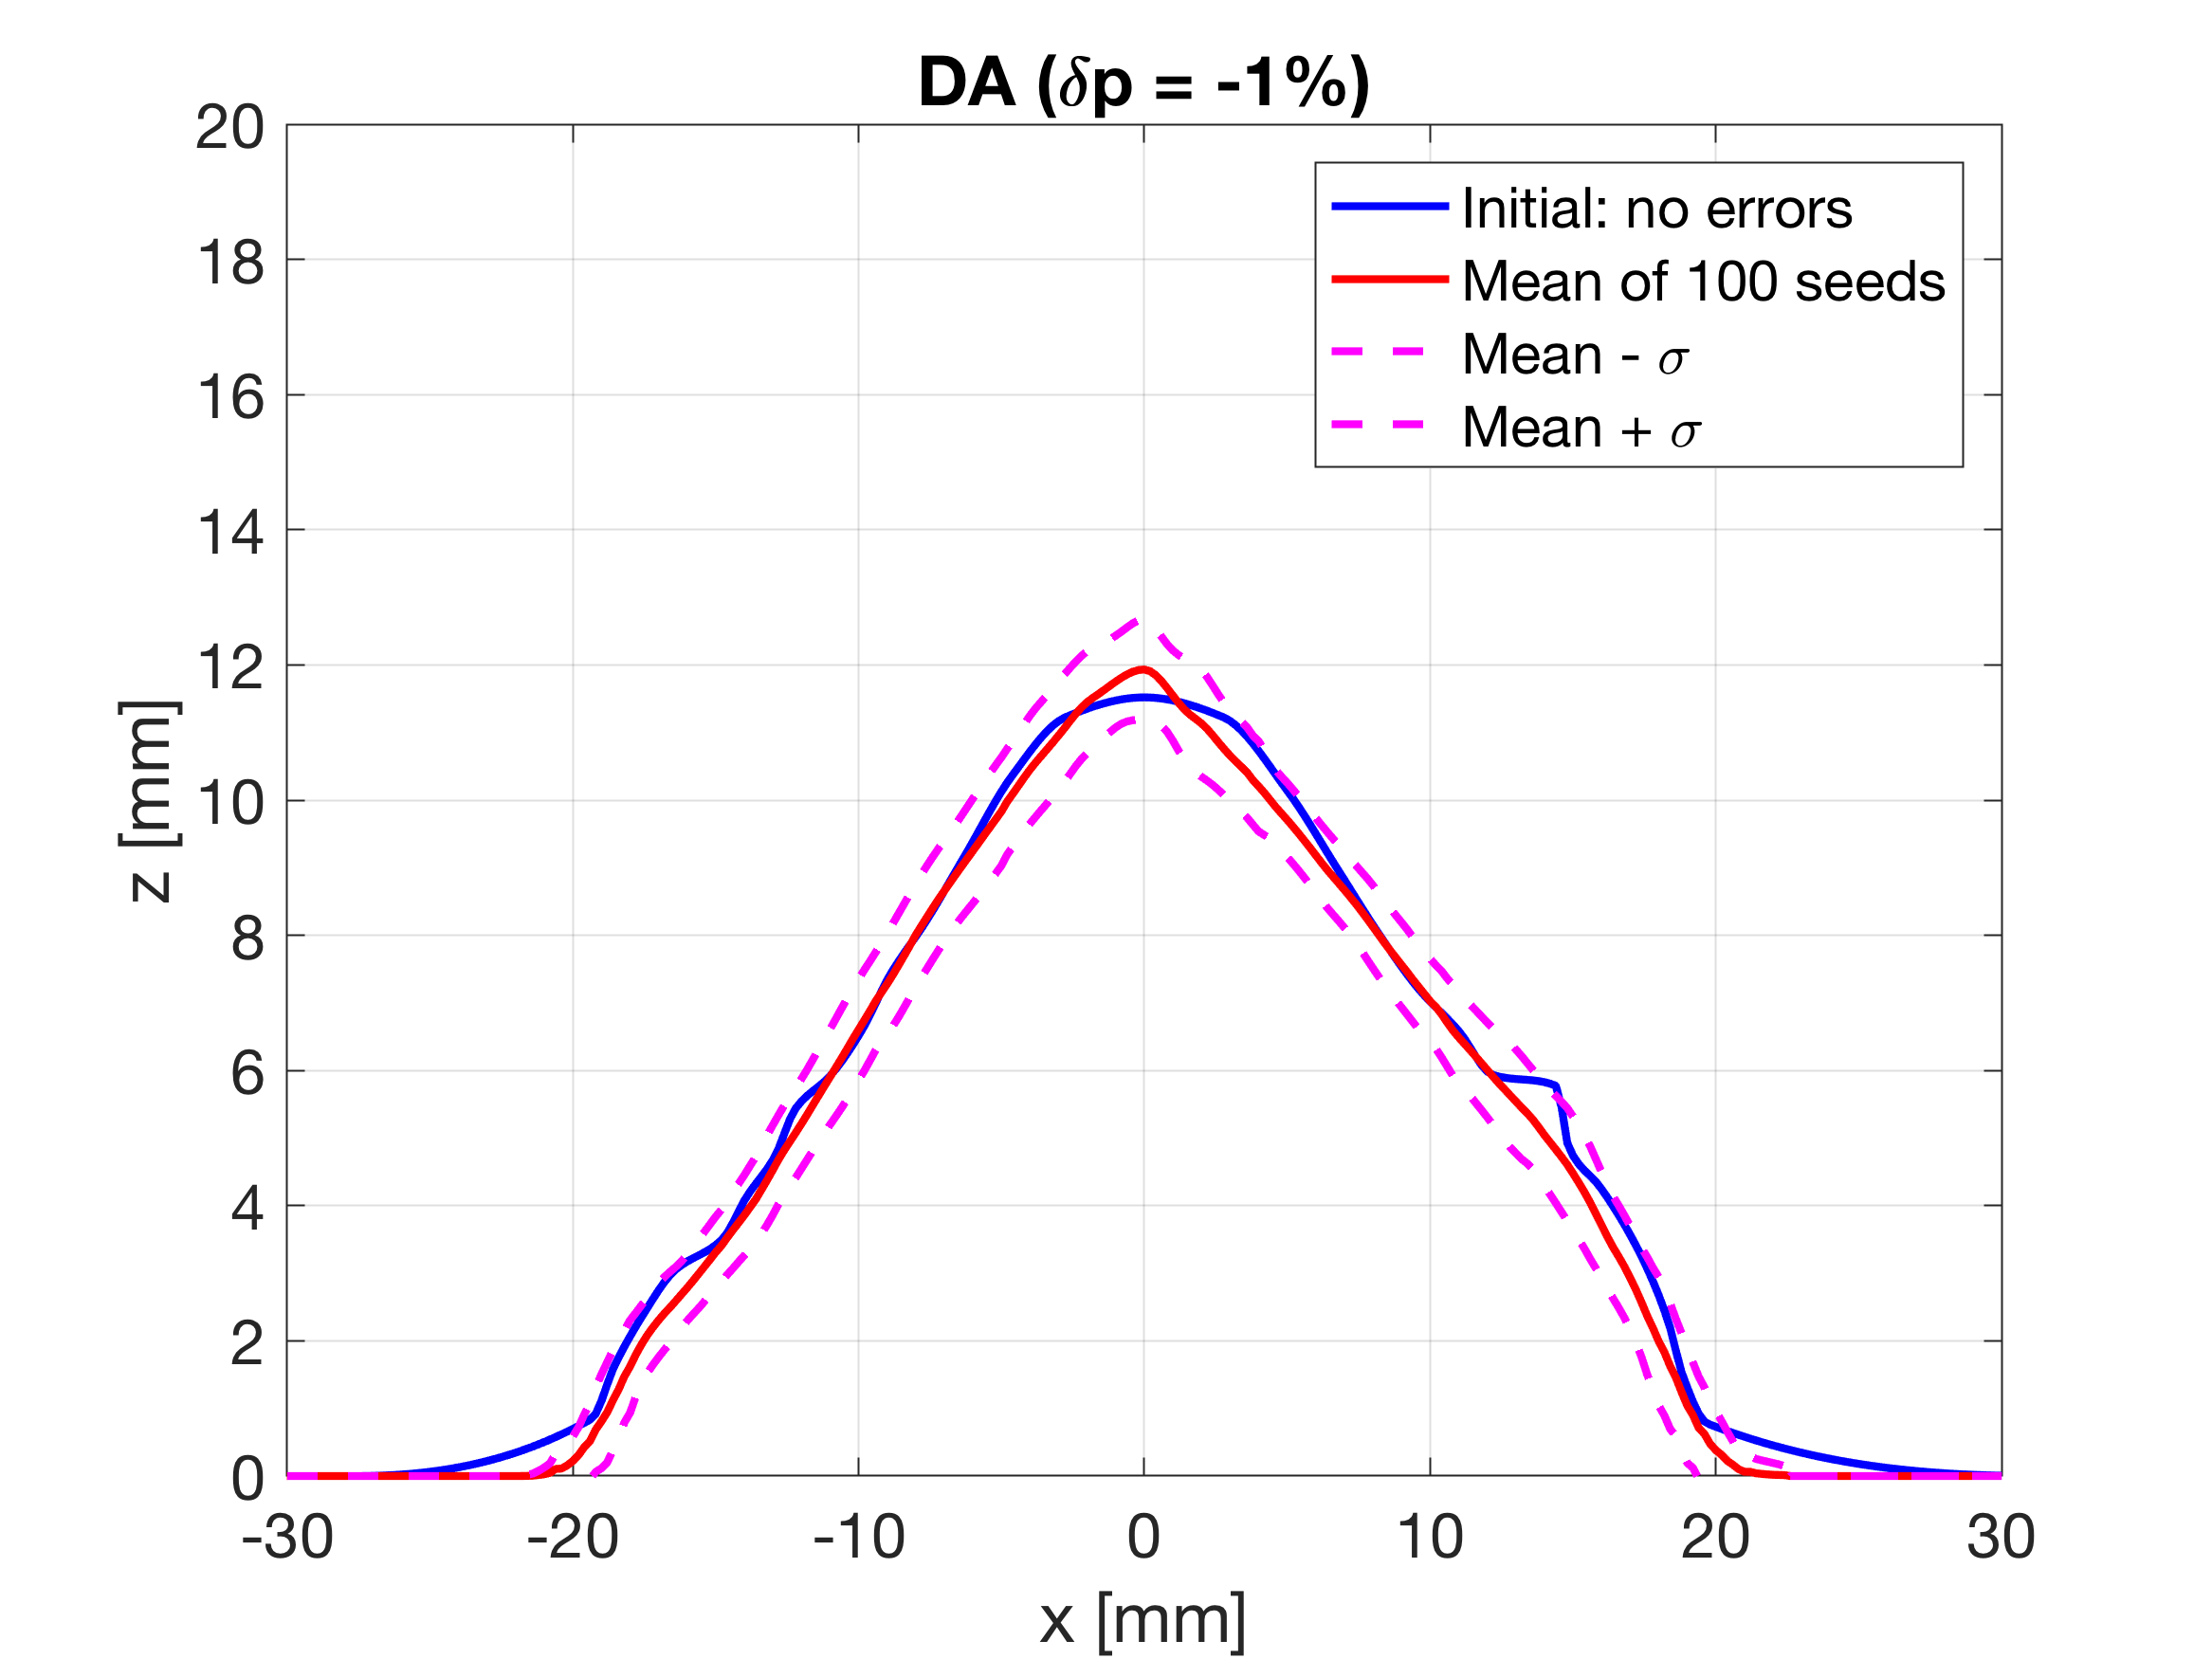 DA (δp = -1%)
20
18
16
14
12
10
8
6
4
2
0
z [mm]
Initial: no errors
Mean of 100 seeds
Mean - σ
Mean + σ
-30 -20 -10 0 10 20 30
x [mm]